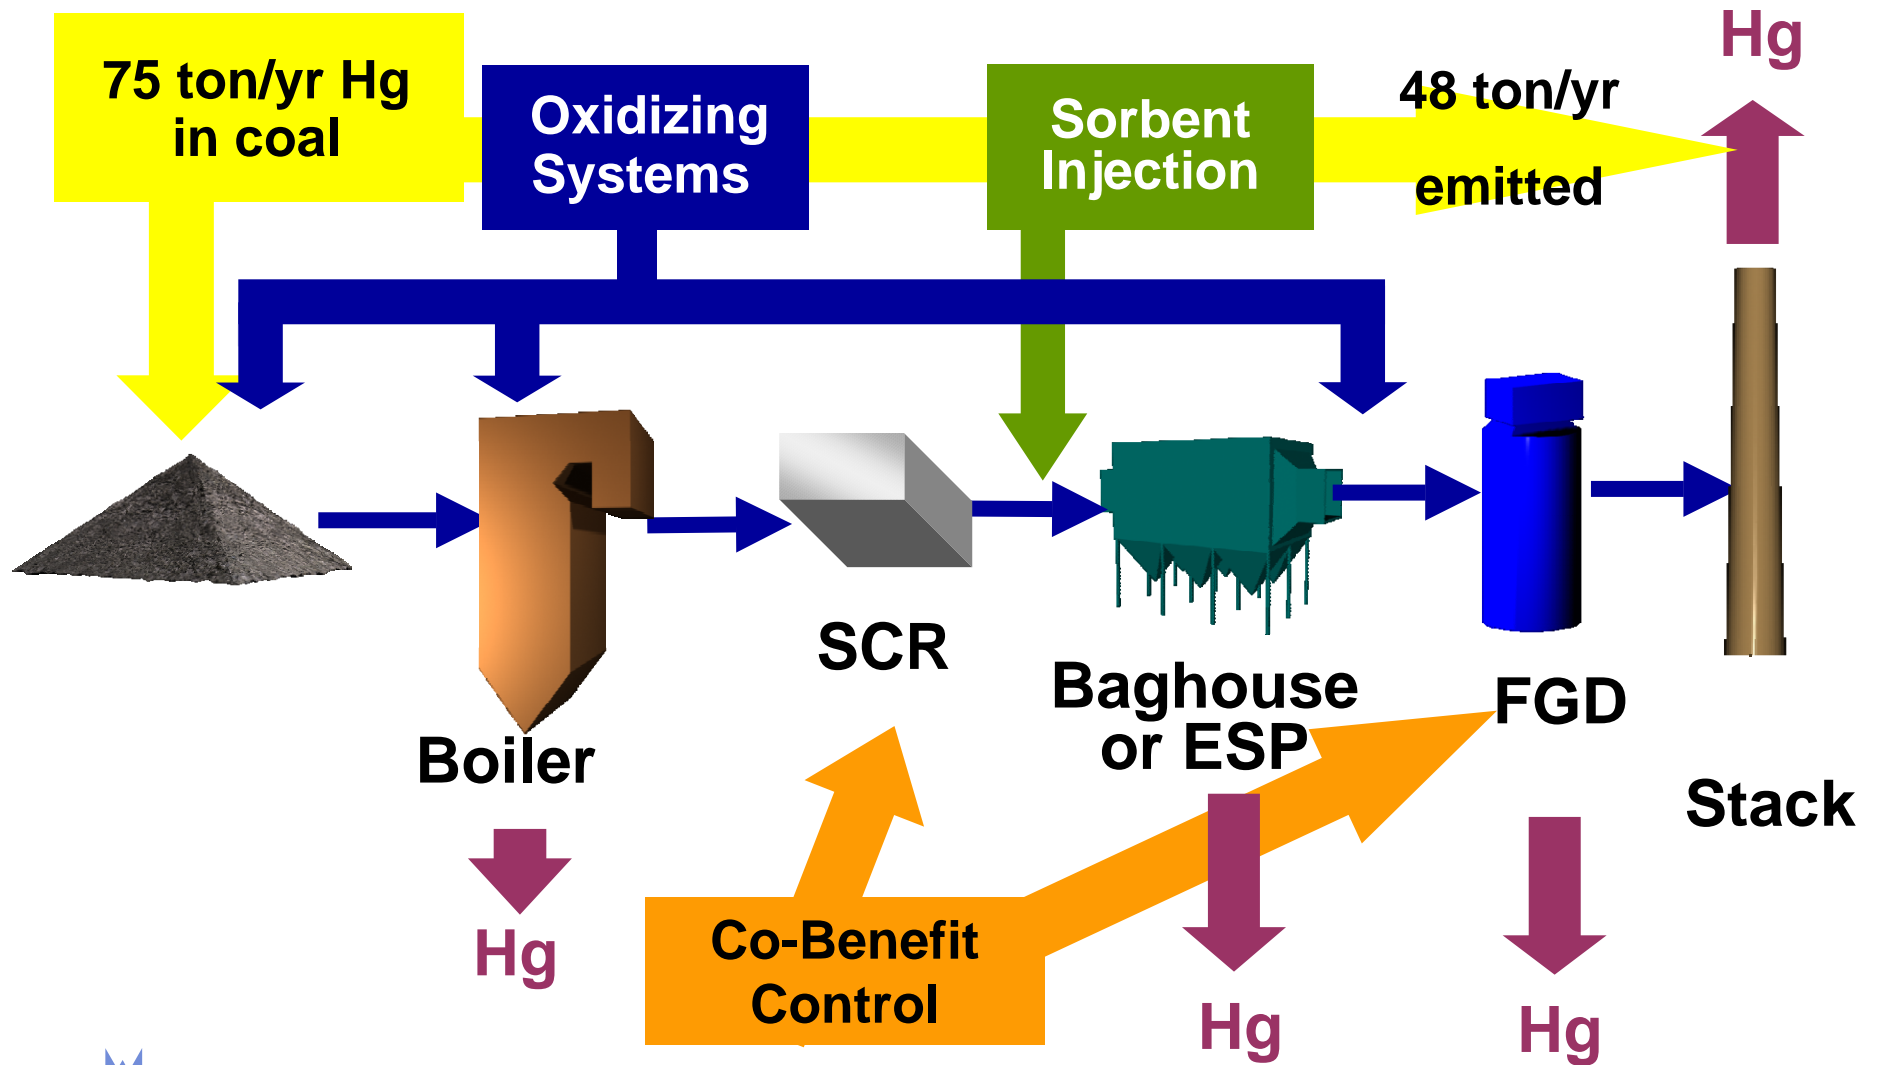 75 ton/yr Hg
in coal
Oxidizing
Systems
Sorbent
Injection
48 ton/yr
emitted
Hg
SCR
Baghouse
or ESP
FGD
Boiler
Stack
Hg
Co-Benefit
Control
Hg
Hg